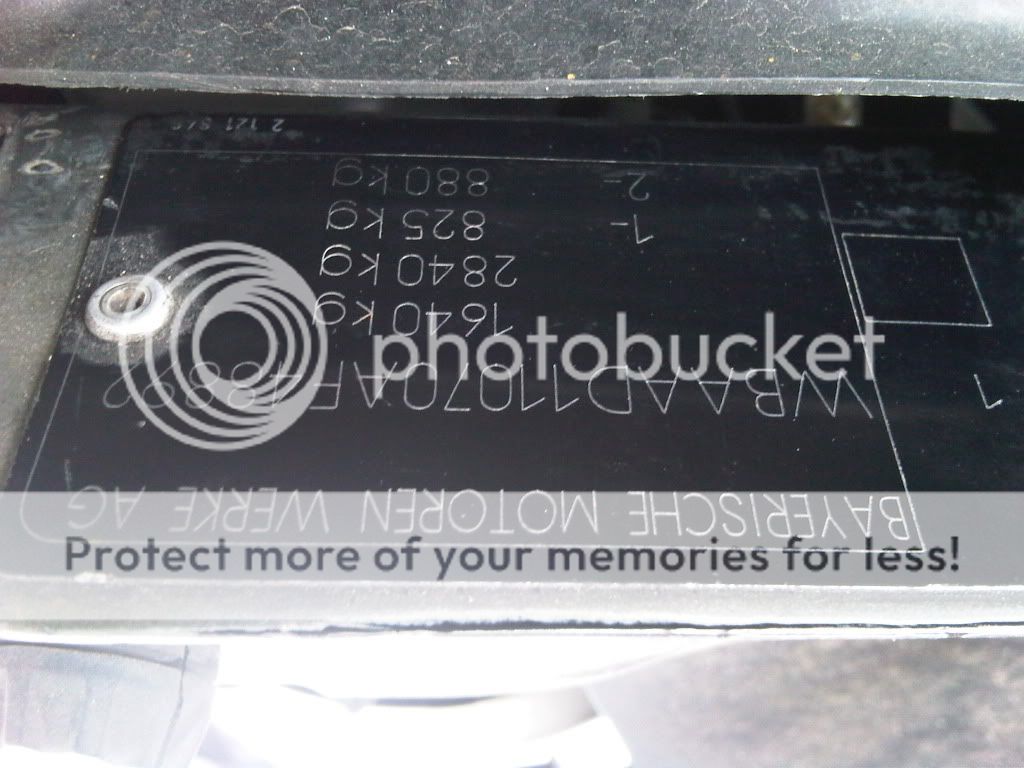 BAYERISCHE MOTOREN WERKE AG
1
1640 kg
2840 kg
1- 825 kg
2- 880 kg
photobucket
Protect more of your memories for less!